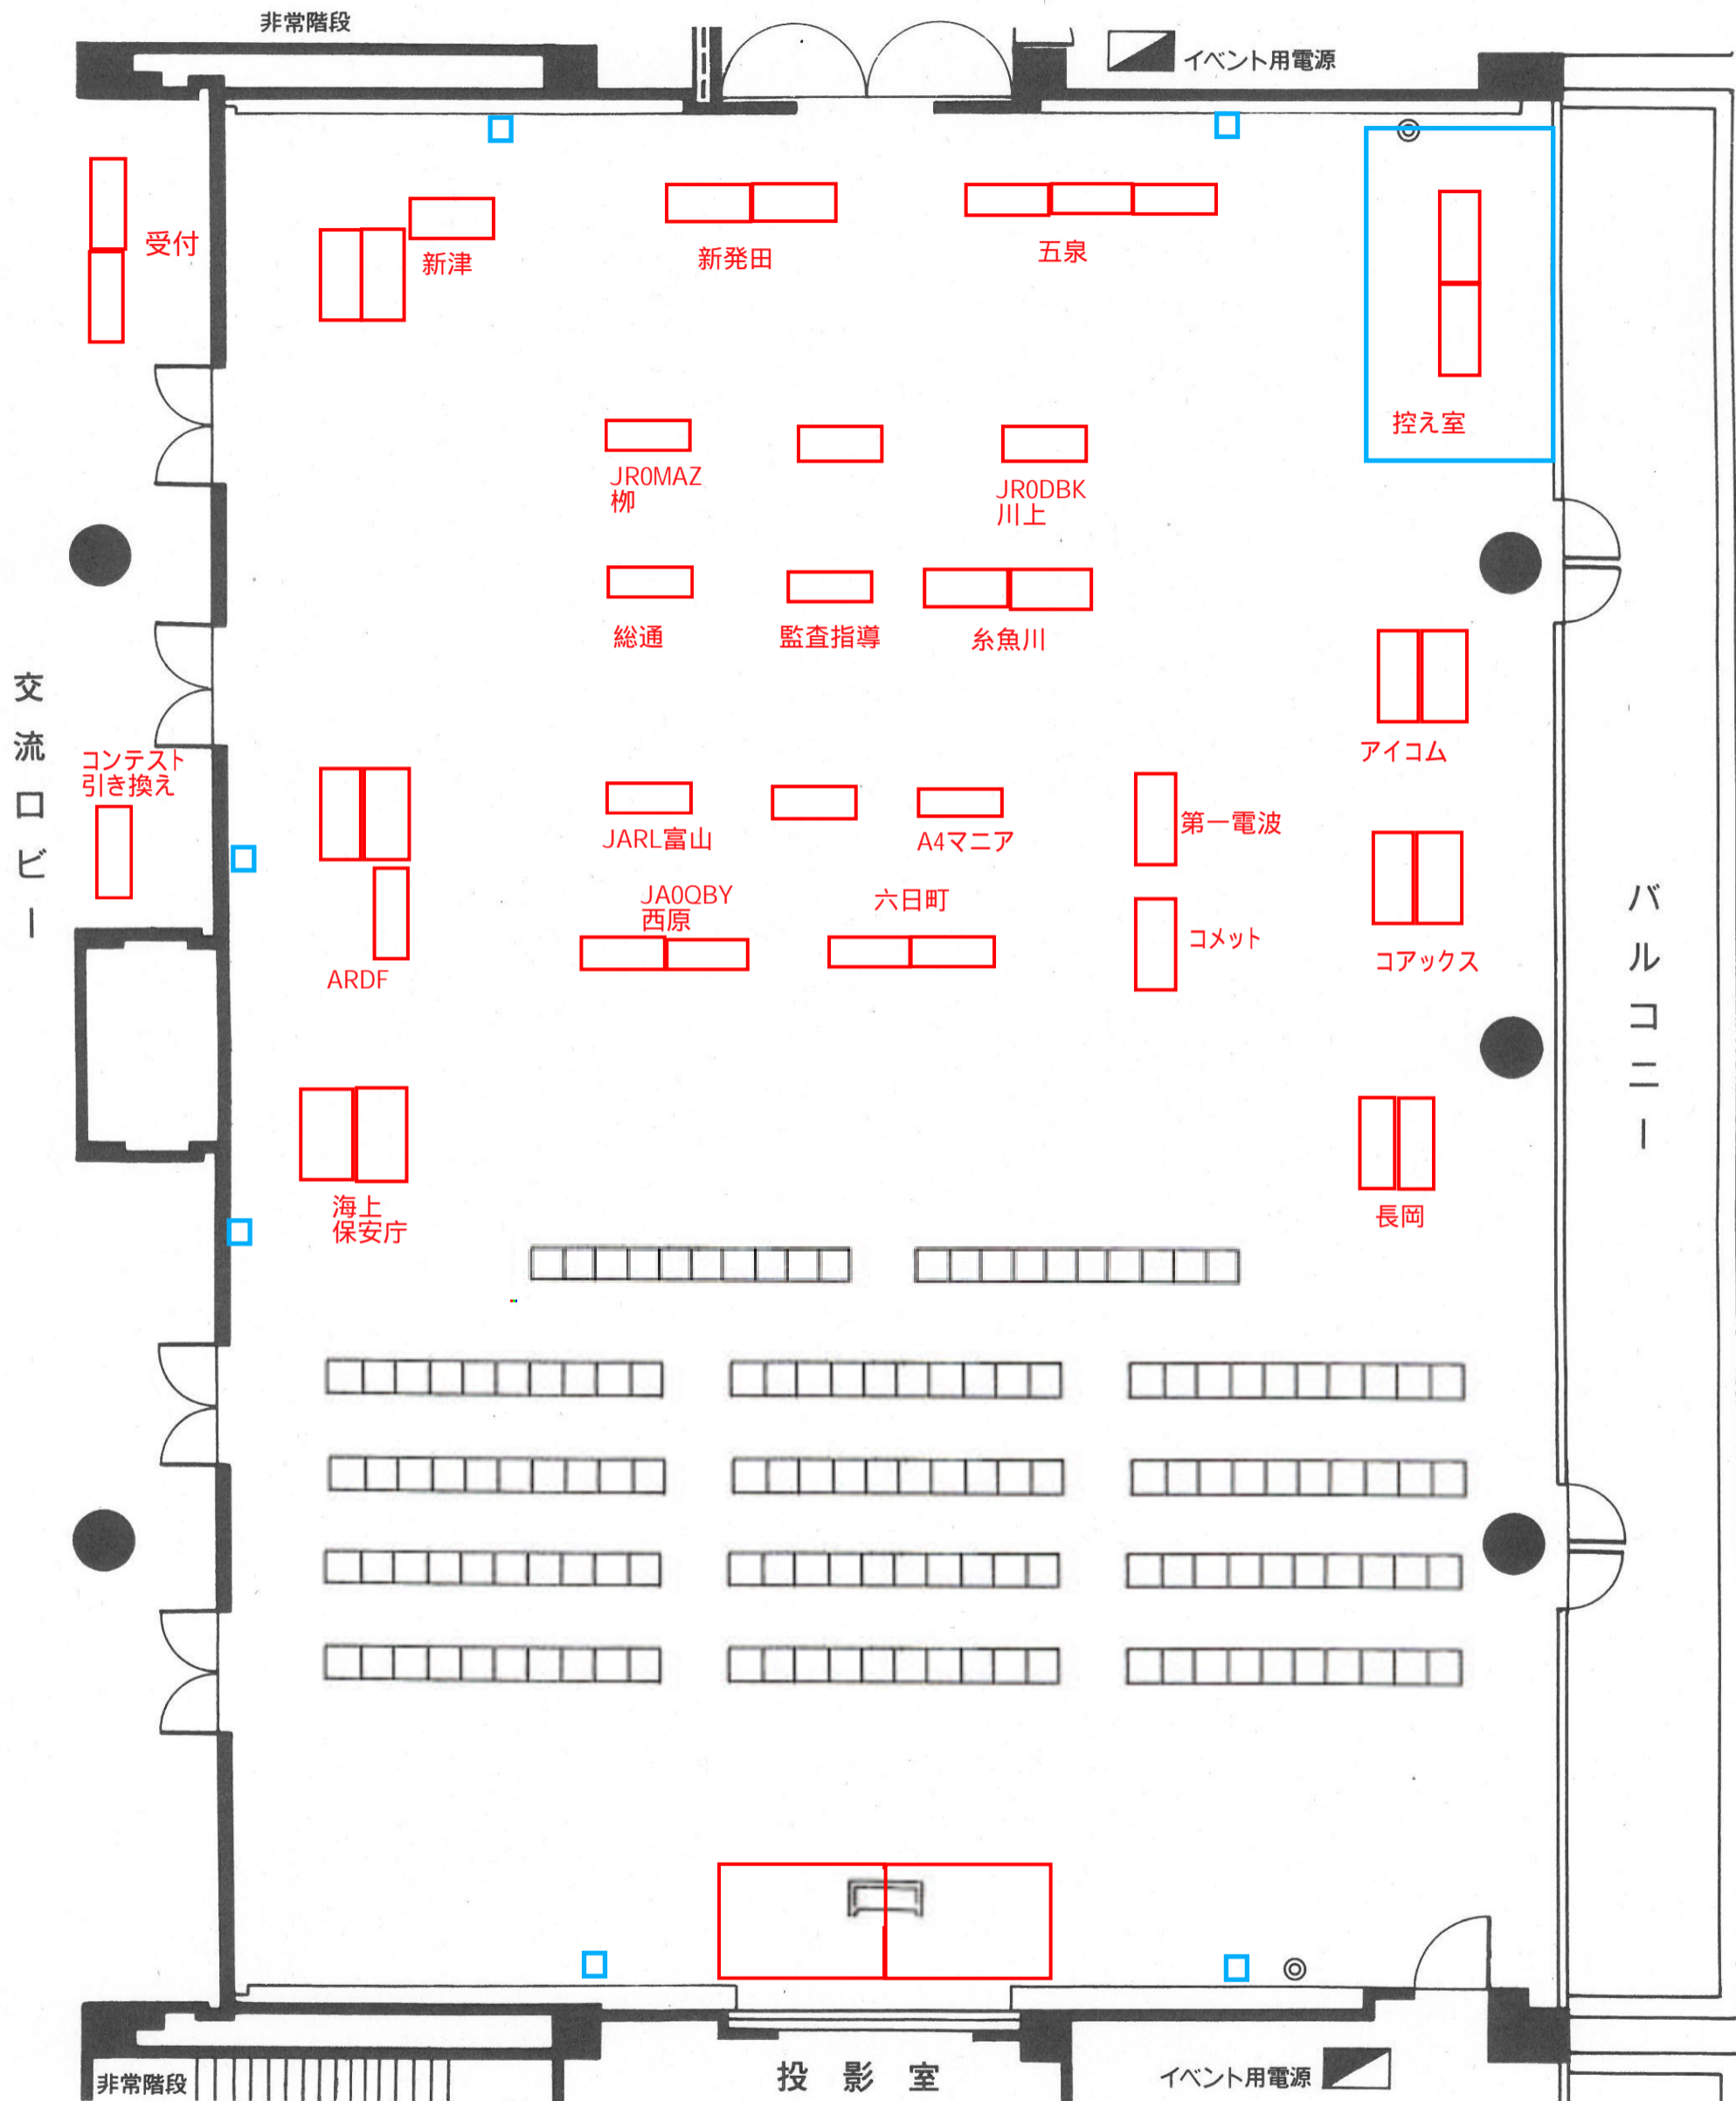 非常階段
イベント用電源
受付
新津
新発田
五泉
控え室
JR0MAZ
柳
JR0DBK
川上
総通
監査指導
糸魚川
交流ロビー
アイコム
コンテスト
引き換え
JARL富山
A4マニア
第一電波
JA0QBY
西原
六日町
コメット
コアックス
バルコニー
ARDF
海上
保安庁
長岡
非常階段
投影室
イベント用電源